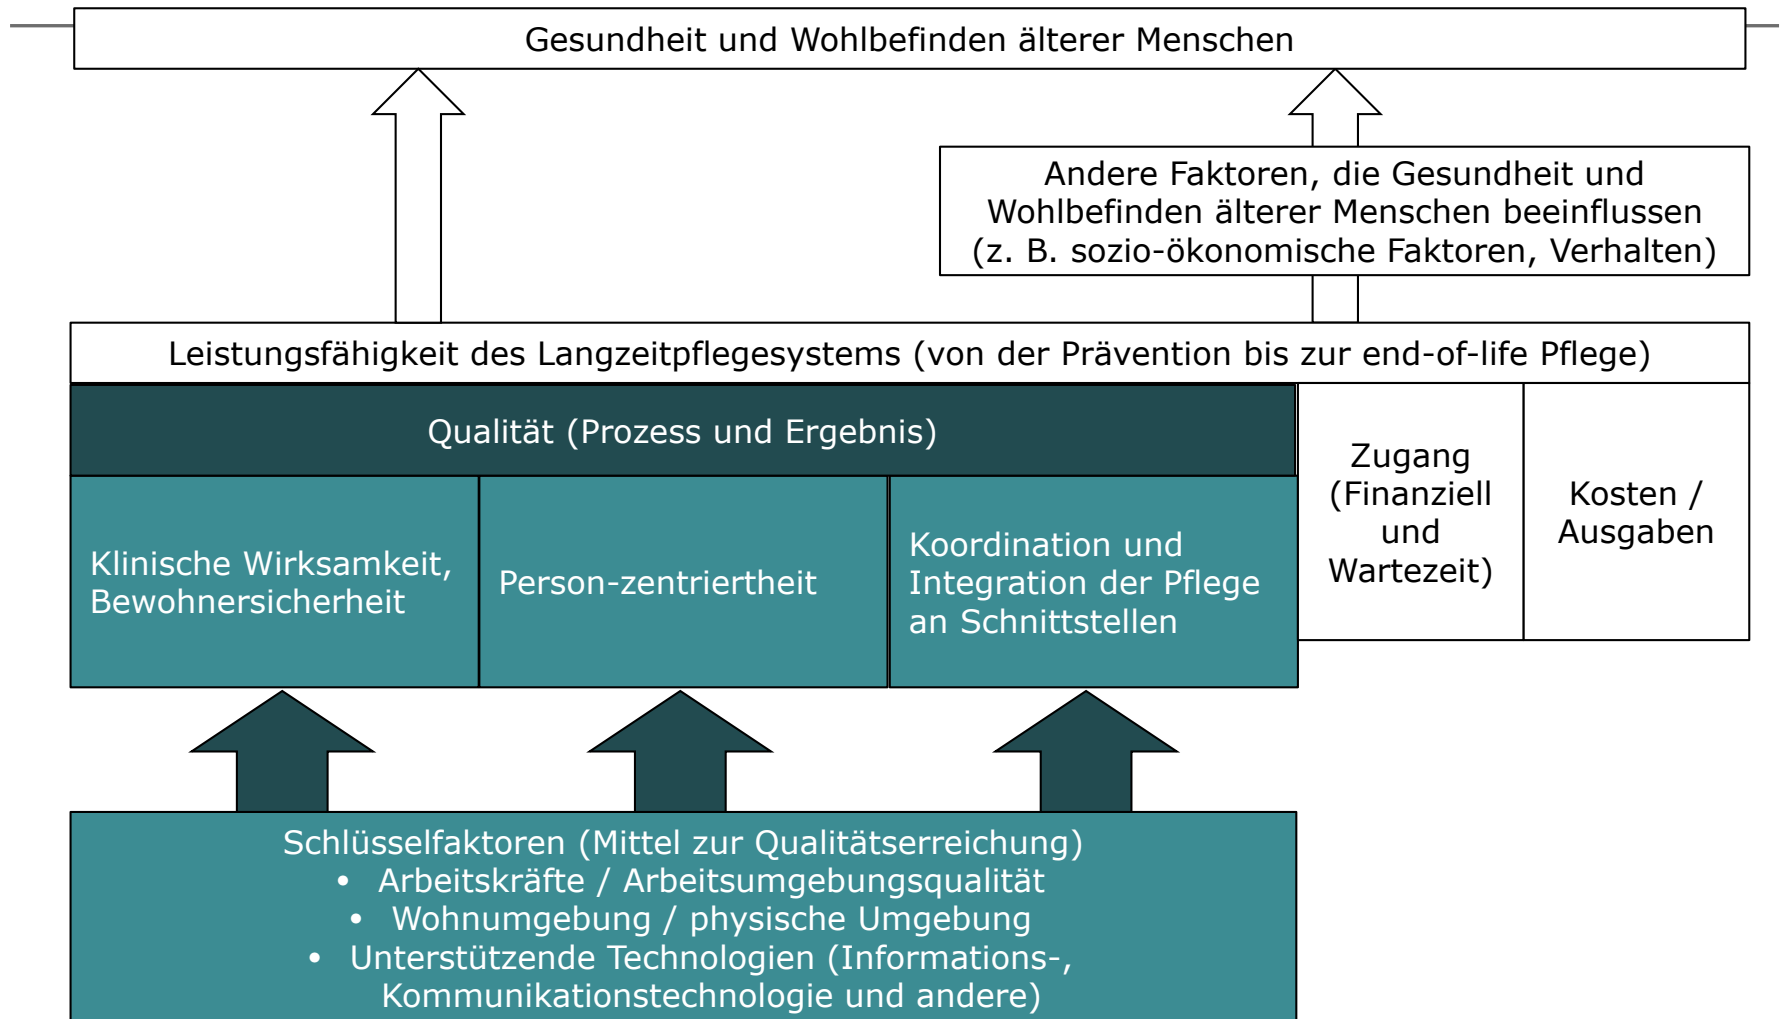 Gesundheit und Wohlbefinden älterer Menschen
Andere Faktoren, die Gesundheit und
Wohlbefinden älterer Menschen beeinflussen
(z. B. sozio-ökonomische Faktoren, Verhalten)
Leistungsfähigkeit des Langzeitpflegesystems (von der Prävention bis zur end-of-life Pflege)
Qualität (Prozess und Ergebnis)
Klinische Wirksamkeit,
Bewohnersicherheit
Person-zentriertheit
Koordination und
Integration der Pflege
an Schnittstellen
Zugang
(Finanziell
und
Wartezeit)
Kosten /
Ausgaben
Schlüsselfaktoren (Mittel zur Qualitätserreichung)
• Arbeitskräfte / Arbeitsumgebungsqualität
• Wohnumgebung / physische Umgebung
• Unterstützende Technologien (Informations-,
Kommunikationstechnologie und andere)